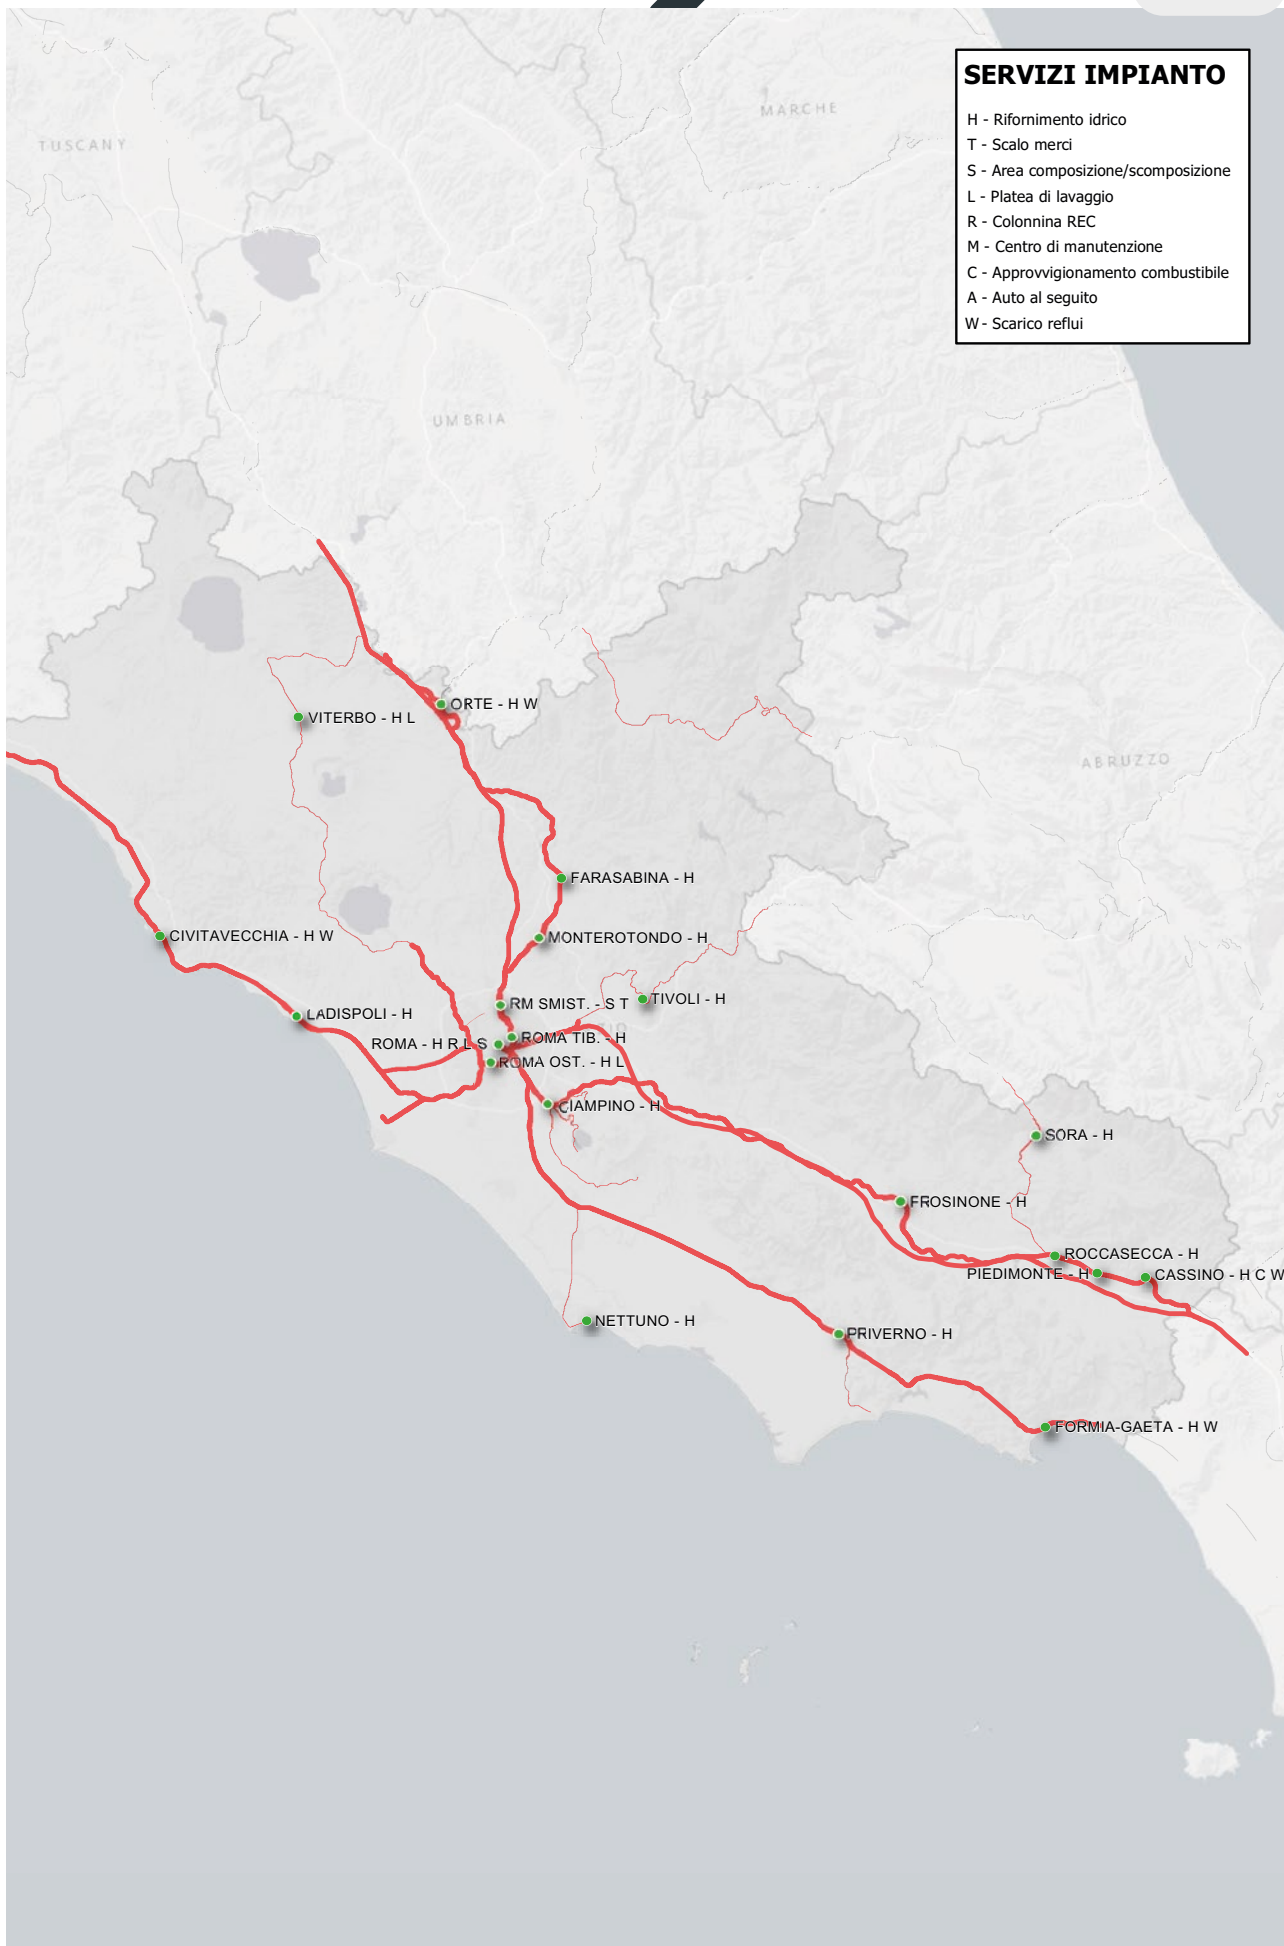 SERVIZI IMPIANTO
H - Rifornimento idrico
T - Scalo merci
S - Area composizione/scomposizione
L - Platea di lavaggio
R - Colonnina REC
M - Centro di manutenzione
C - Approvvigionamento combustibile
A - Auto al seguito
W - Scarico reflui
MARCHE
TUSCANY
UMBRIA
ORTE - H W
VITERBO - H L
ABRUZZO
FARASABINA - H
CIVITAVECCHIA - H W
MONTEROTONDO - H
TIVOLI - H
RM SMIST. - S T
LADISPOLI - H
ROMA TIB. - H
ROMA - H R L S
ROMA OST. - H L
CIAMPINO - H
SORA - H
FROSINONE - H
ROCCASECCA - H
PIEDIMONTE - H
CASSINO - H C W
NETTUNO - H
PRIVERNO - H
FORMIA-GAETA - H W